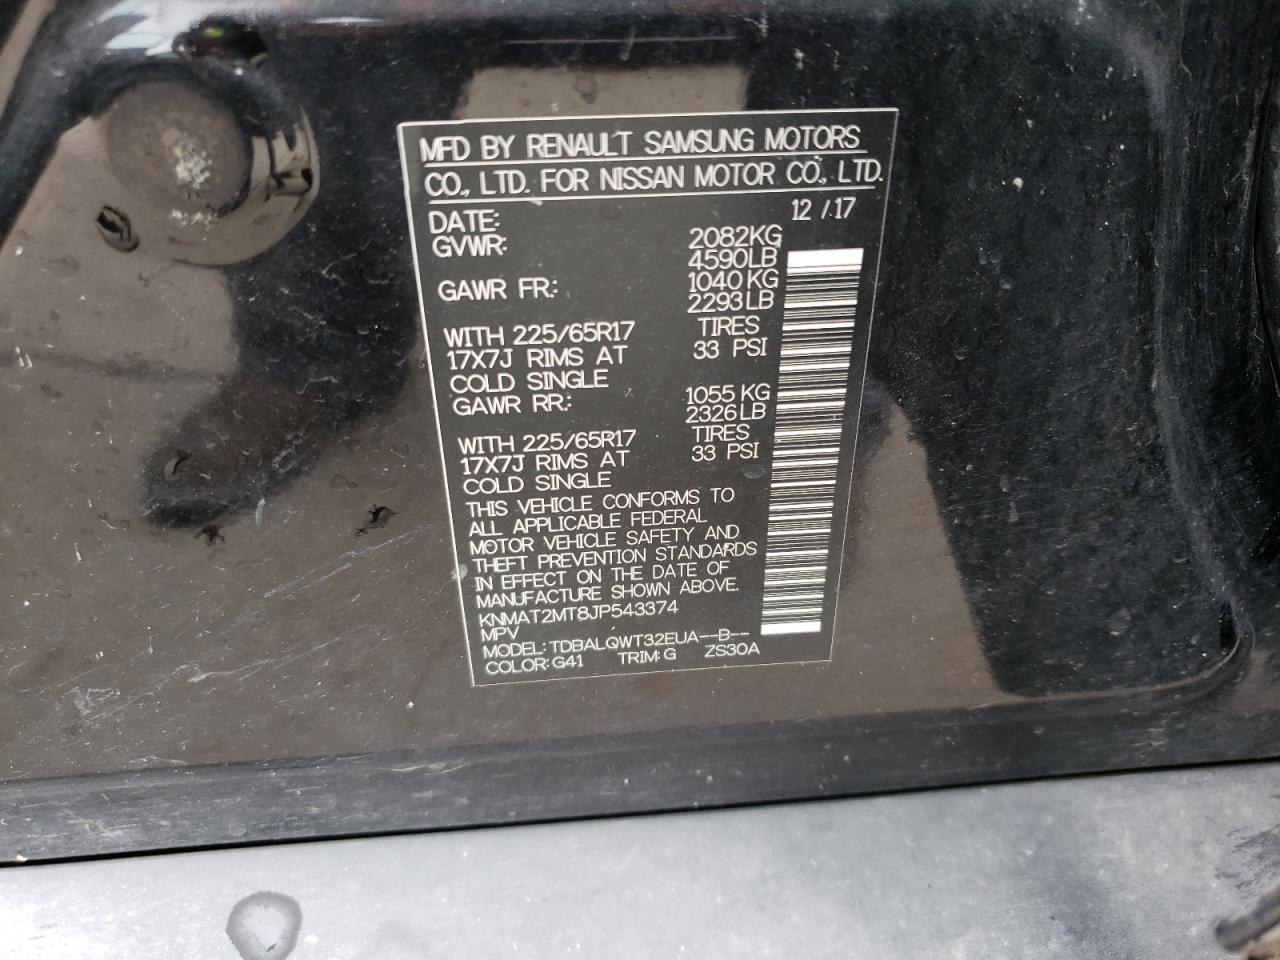 MFD BY RENAULT SAMSUNG MOTORS
CO., LTD. FOR NISSAN MOTOR CO., LTD.
DATE: 12 / 17
GVWR: 2082KG
4590LB
GAWR FR: 1040KG
2293LB
WITH 225/65R17 TIRES
17X7J RIMS AT 33 PSI
COLD SINGLE
GAWR RR: 1055 KG
2326LB
WITH 225/65R17 TIRES
17X7J RIMS AT 33 PSI
COLD SINGLE
THIS VEHICLE CONFORMS TO
ALL APPLICABLE FEDERAL
MOTOR VEHICLE SAFETY AND
THEFT PREVENTION STANDARDS
IN EFFECT ON THE DATE OF
MANUFACTURE SHOWN ABOVE.
KNMAT2MT8JP543374
MPV
MODEL: TDBALQWT32EUA--B--
COLOR: G41 TRIM: G ZS30A